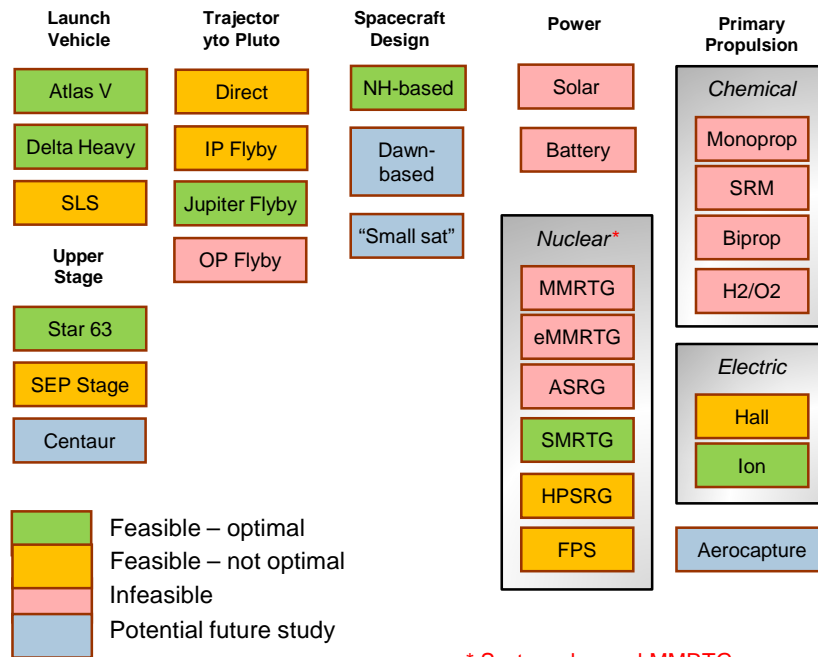 Launch
Vehicle
Atlas V
Delta Heavy
SLS
Upper
Stage
Star 63
SEP Stage
Centaur
Trajector
yto Pluto
Direct
IP Flyby
Jupiter Flyby
OP Flyby
Spacecraft
Design
NH-based
Dawn-
based
“Small sat”
Power
Solar
Battery
Nuclear*
MMRTG
eMMRTG
ASRG
SMRTG
HPSRG
FPS
Primary
Propulsion
Chemical
Monoprop
SRM
Biprop
H2/O2
Electric
Hall
Ion
Aerocapture
Feasible – optimal
Feasible – not optimal
Infeasible
Potential future study